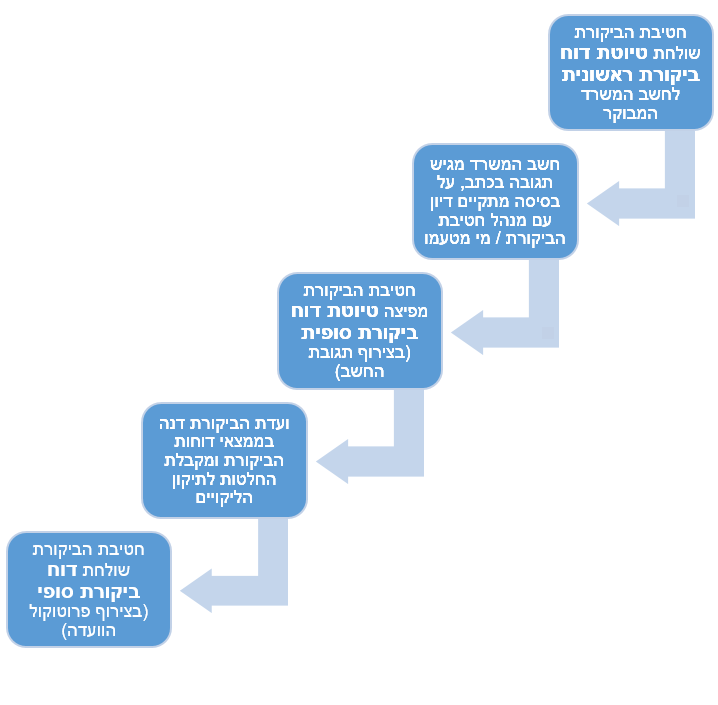 חטיבת הביקורת
שולחת טיוטת דוח
ביקורת ראשונית
לחשב המשרד
המבוקר
חשב המשרד מגיש
תגובה בכתב, על
בסיסה מתקיים דיון
עם מנהל חטיבת
הביקורת / מי מטעמו
חטיבת הביקורת
מפיצה טיוטת דוח
ביקורת סופית
(בצירוף תגובת
החשב)
ועדת הביקורת דנה
בממצאי דוחות
הביקורת ומקבלת
החלטות לתיקון
הליקויים
חטיבת הביקורת
שולחת דוח
ביקורת סופי
(בצירוף פרוטוקול
הוועדה)